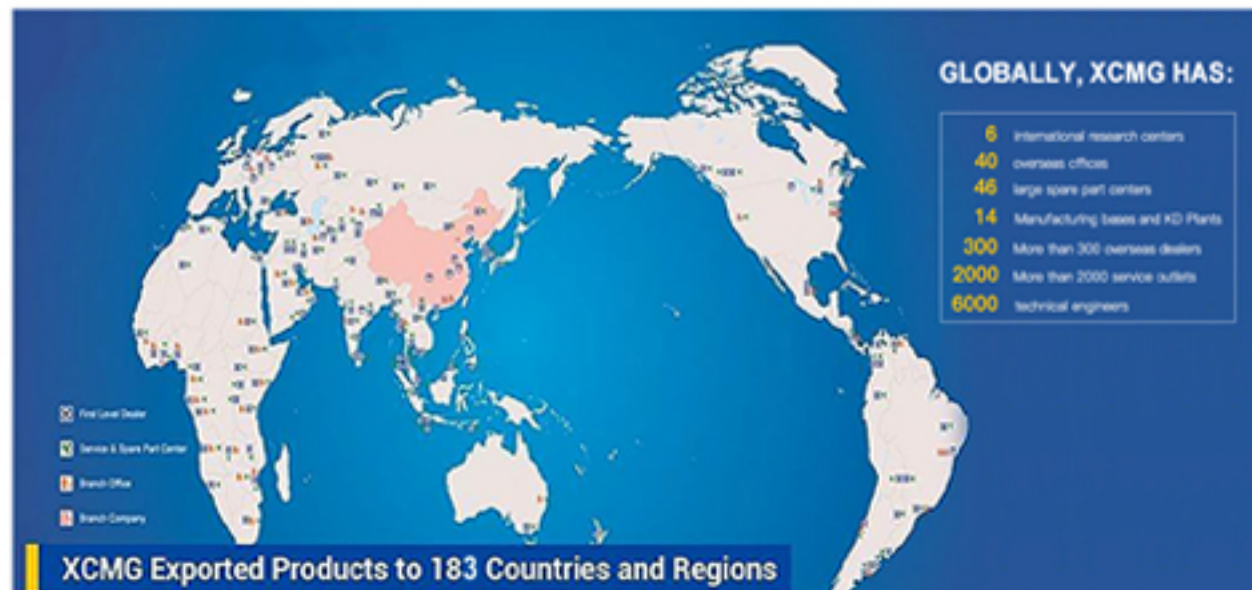 GLOBALLY, XCMG HAS:
6 international research centers
40 overseas offices
46 large spare part centers
14 Manufacturing bases and KD Plants
300 More than 300 overseas dealers
2000 More than 2000 service outlets
6000 technical engineers
First Level Dealer
Service & Spare Part Center
Branch Office
Branch Company
XCMG Exported Products to 183 Countries and Regions